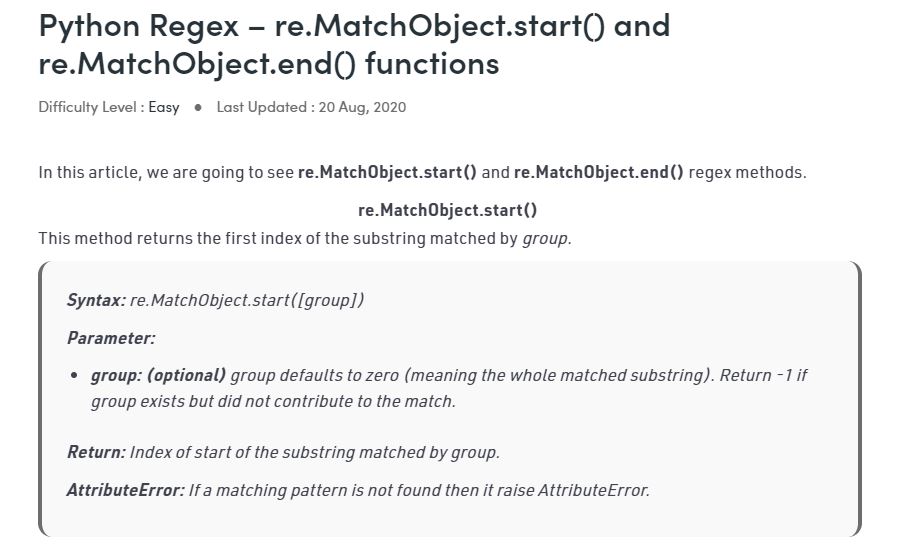 Python Regex – re.MatchObject.start() and
re.MatchObject.end() functions
Difficulty Level : Easy ● Last Updated : 20 Aug, 2020
In this article, we are going to see re.MatchObject.start() and re.MatchObject.end() regex methods.
re.MatchObject.start()
This method returns the first index of the substring matched by group.
Syntax: re.MatchObject.start([group])
Parameter:
• group: (optional) group defaults to zero (meaning the whole matched substring). Return -1 if
group exists but did not contribute to the match.
Return: Index of start of the substring matched by group.
AttributeError: If a matching pattern is not found then it raise AttributeError.